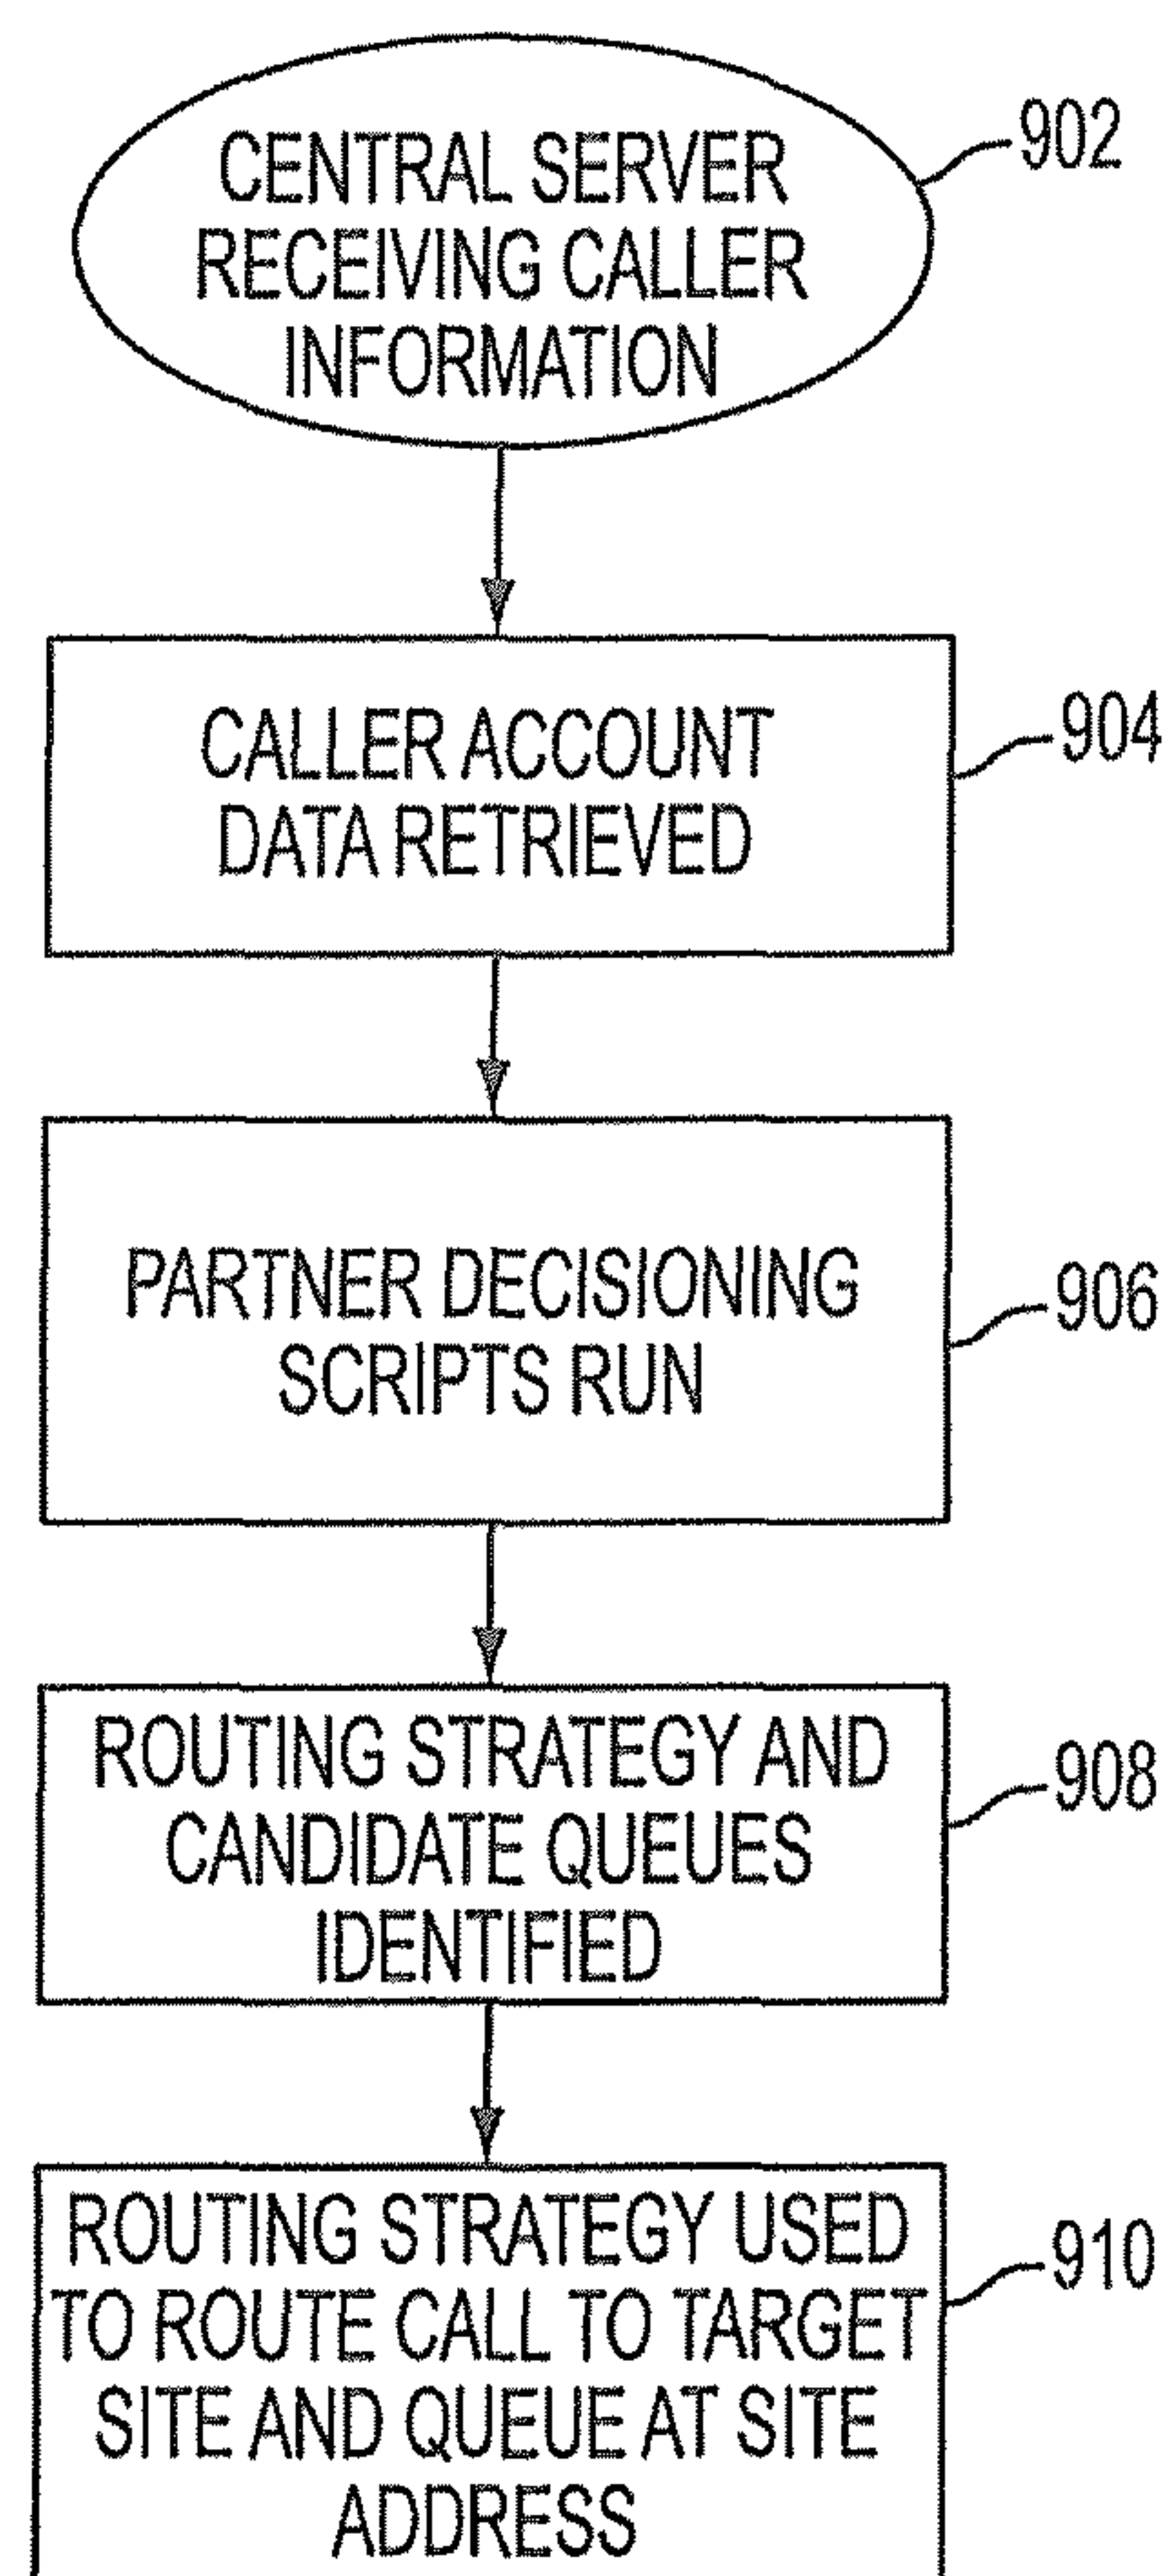 CENTRAL SERVER
RECEIVING CALLER
INFORMATION
902
CALLER ACCOUNT
DATA RETRIEVED
904
PARTNER DECISIONING
SCRIPTS RUN
906
ROUTING STRATEGY AND
CANDIDATE QUEUES
IDENTIFIED
908
ROUTING STRATEGY USED
TO ROUTE CALL TO TARGET
SITE AND QUEUE AT SITE
ADDRESS
910